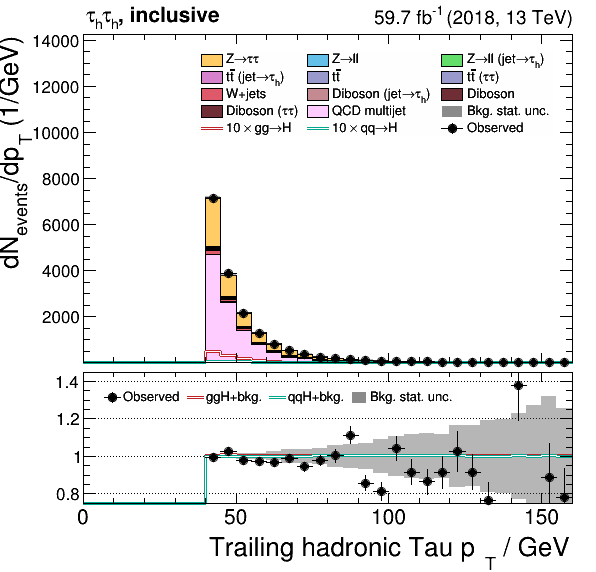 τₕτₕ, inclusive 59.7 fb⁻¹ (2018, 13 TeV)
14000
12000
10000
8000
6000
4000
2000
dN_events/dp_T (1/GeV)
Z→ττ Z→ll Z→ll (jet→τₕ)
tt̄ (jet→τₕ) tt̄ tt̄ (ττ)
W+jets Diboson (jet→τₕ) Diboson
Diboson (ττ) QCD multijet Bkg. stat. unc.
10 × gg→H 10 × qq→H Observed
1.4
1.2
1
0.8
Observed ggH+bkg. qqH+bkg. Bkg. stat. unc.
0 50 100 150
Trailing hadronic Tau p_T / GeV